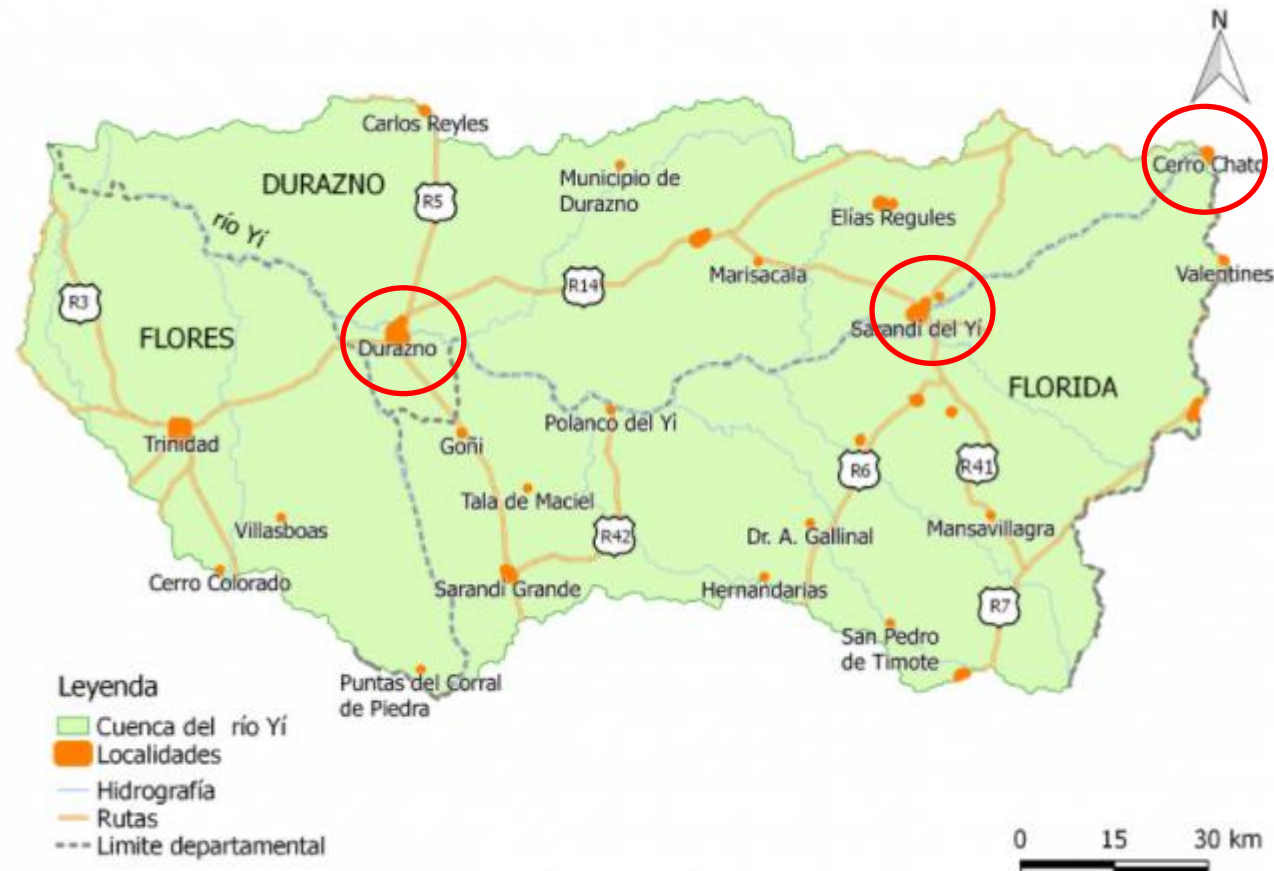 N
Carlos Reyles
Cerro Chato
DURAZNO
Municipio de
Durazno
R5
Elías Regules
río Yí
Marisacala
Valentines
R14
R3
FLORES
Durazno
Sarandí del Yí
FLORIDA
Polanco del Yí
Trinidad
Goñi
R6
R41
Tala de Maciel
Villasboas
R42
Dr. A. Gallinal
Mansavillagra
Cerro Colorado
Sarandí Grande
Hernandarias
R7
San Pedro
de Timote
Puntas del Corral
de Piedra
Leyenda
Cuenca del río Yí
Localidades
Hidrografía
Rutas
Limite departamental
0 15 30 km